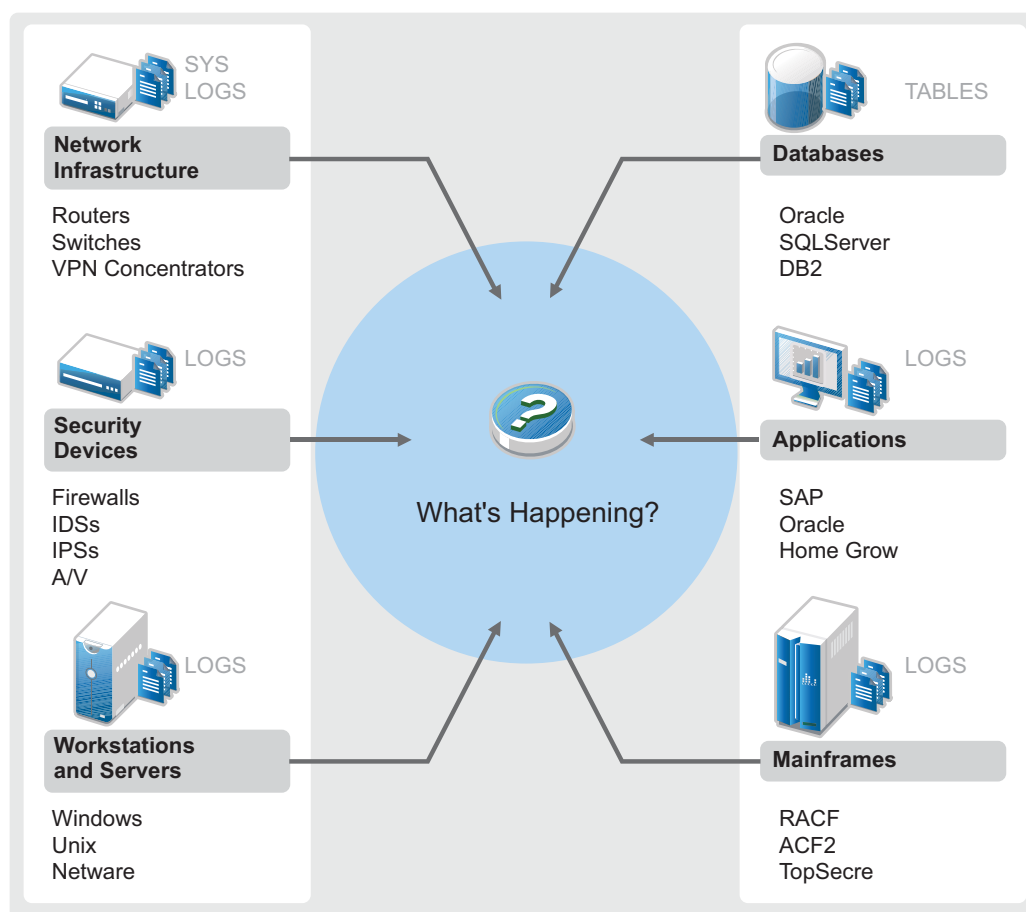 SYS
LOGS
Network
Infrastructure
Routers
Switches
VPN Concentrators
LOGS
Security
Devices
Firewalls
IDSs
IPSs
A/V
LOGS
Workstations
and Servers
Windows
Unix
Netware
?
What's Happening?
TABLES
Databases
Oracle
SQLServer
DB2
LOGS
Applications
SAP
Oracle
Home Grow
LOGS
Mainframes
RACF
ACF2
TopSecre